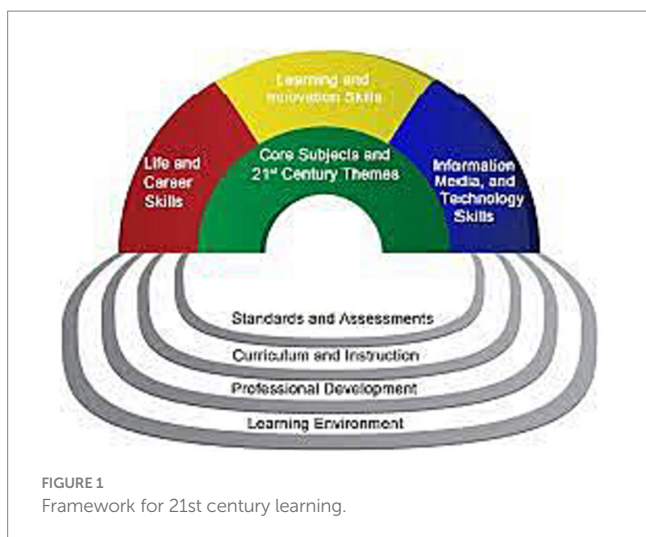 Learning and
Innovation Skills
Life and
Career
Skills
Core Subjects and
21st Century Themes
Information
Media, and
Technology
Skills
Standards and Assessments
Curriculum and Instruction
Professional Development
Learning Environment
FIGURE 1
Framework for 21st century learning.